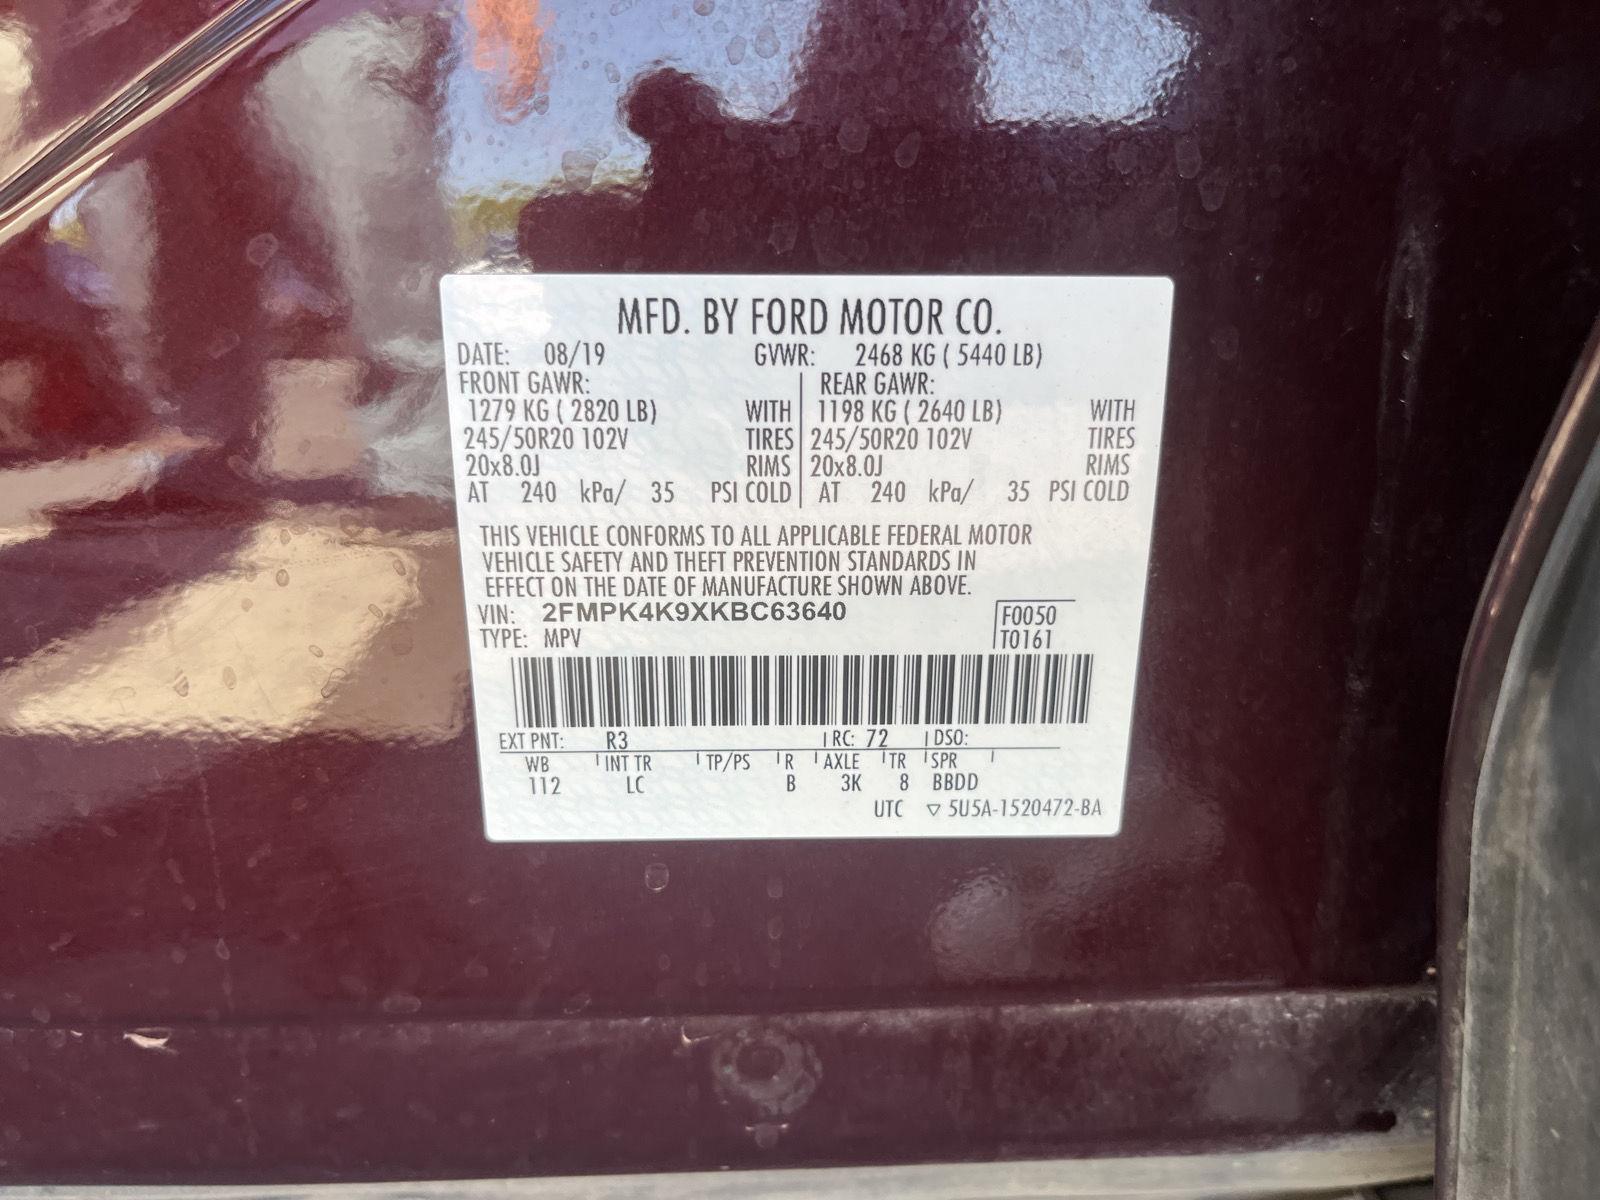 MFD. BY FORD MOTOR CO.
DATE: 08/19 GVWR: 2468 KG ( 5440 LB)
FRONT GAWR: REAR GAWR:
1279 KG ( 2820 LB) WITH 1198 KG ( 2640 LB) WITH
245/50R20 102V TIRES 245/50R20 102V TIRES
20x8.0J RIMS 20x8.0J RIMS
AT 240 kPa/ 35 PSI COLD AT 240 kPa/ 35 PSI COLD
THIS VEHICLE CONFORMS TO ALL APPLICABLE FEDERAL MOTOR
VEHICLE SAFETY AND THEFT PREVENTION STANDARDS IN
EFFECT ON THE DATE OF MANUFACTURE SHOWN ABOVE.
VIN: 2FMPK4K9XKBC63640 F0050
TYPE: MPV T0161
EXT PNT: R3 RC: 72 DSO:
WB INT TR TP/PS R AXLE TR SPR
112 LC B 3K 8 BBDD
UTC ▽ 5U5A-1520472-BA